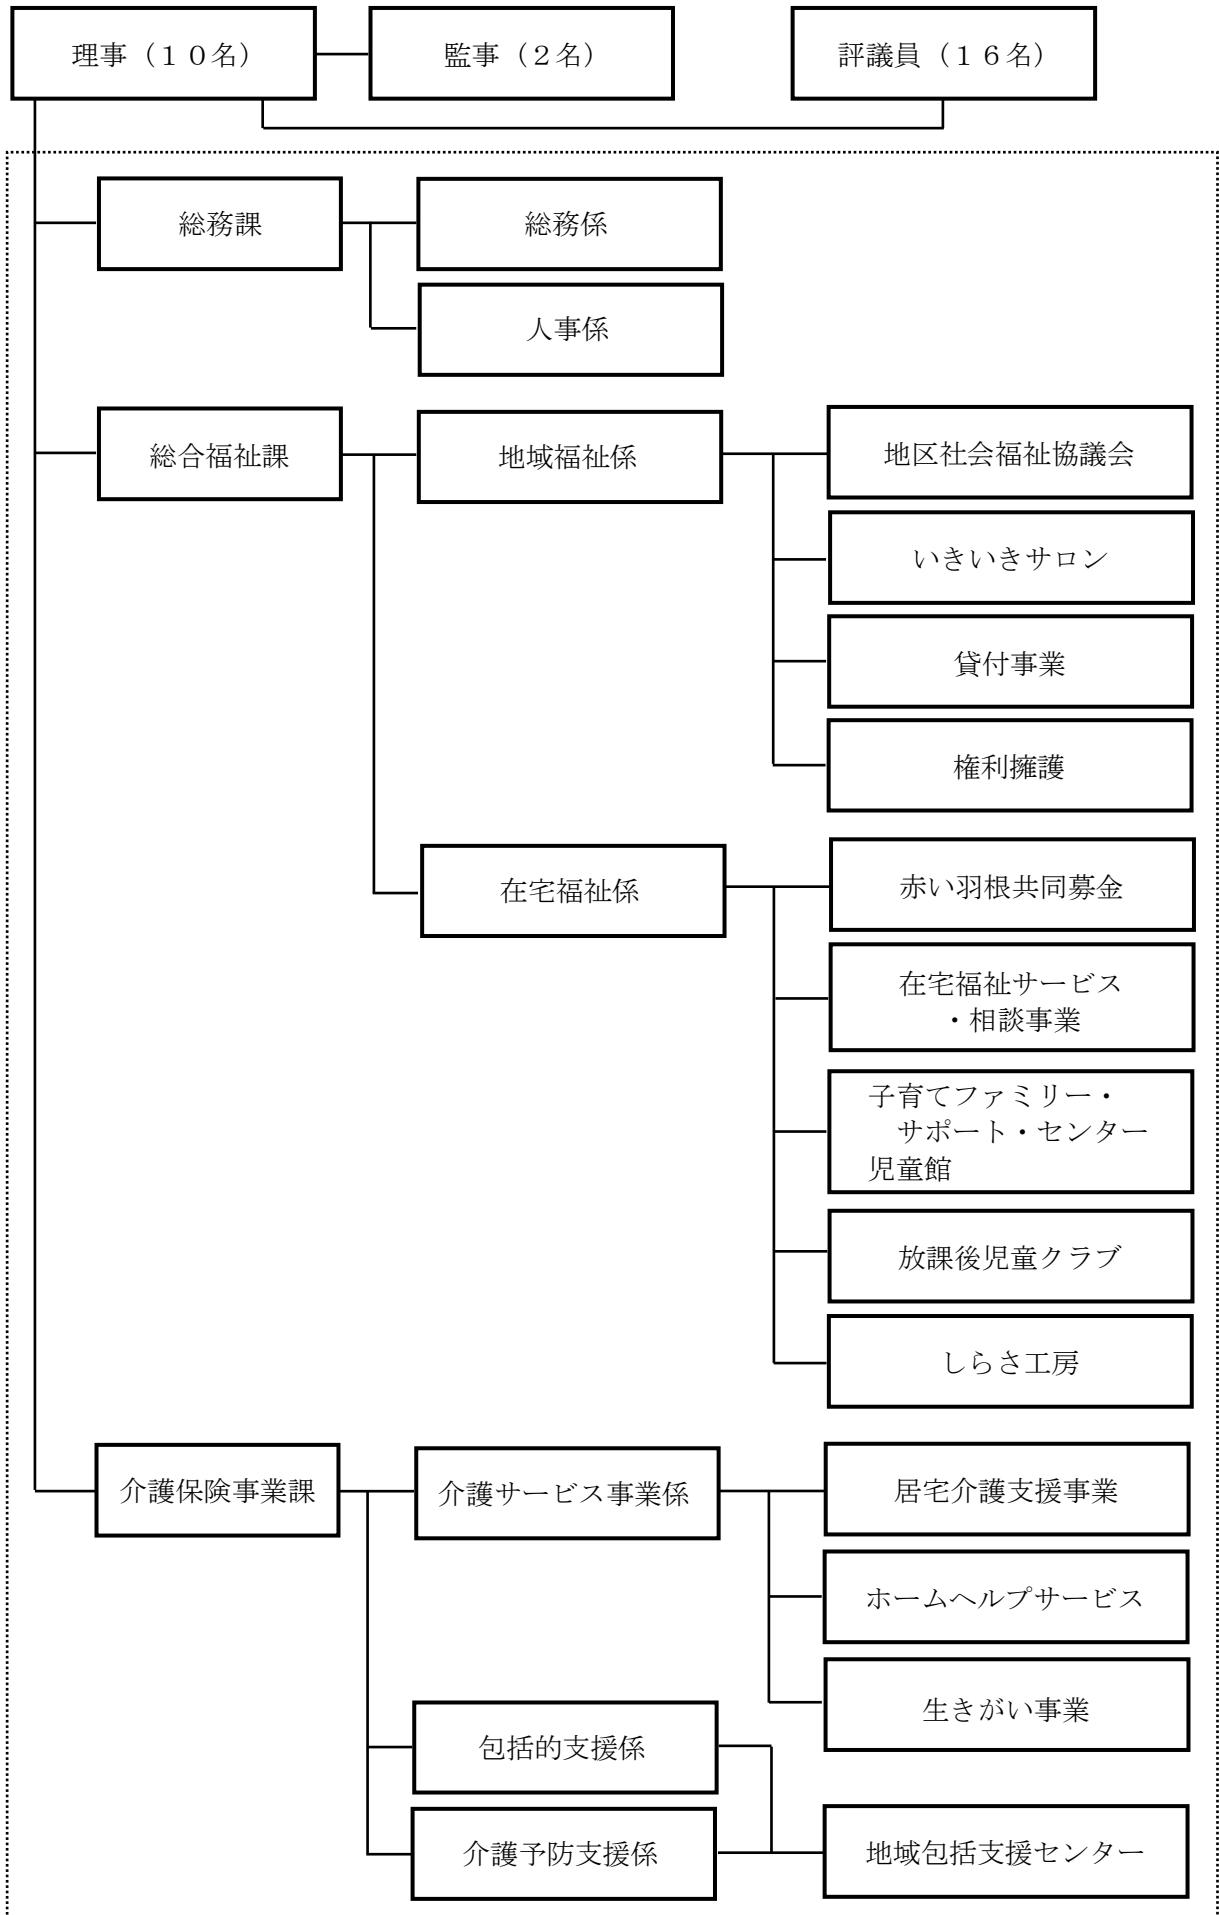 理事（１０名）
監事（２名）
評議員（１６名）
総務課
総務係
人事係
総合福祉課
地域福祉係
地区社会福祉協議会
いきいきサロン
貸付事業
権利擁護
在宅福祉係
赤い羽根共同募金
在宅福祉サービス
・相談事業
子育てファミリー・
サポート・センター
児童館
放課後児童クラブ
しらさ工房
介護保険事業課
介護サービス事業係
居宅介護支援事業
ホームヘルプサービス
生きがい事業
包括的支援係
介護予防支援係
地域包括支援センター